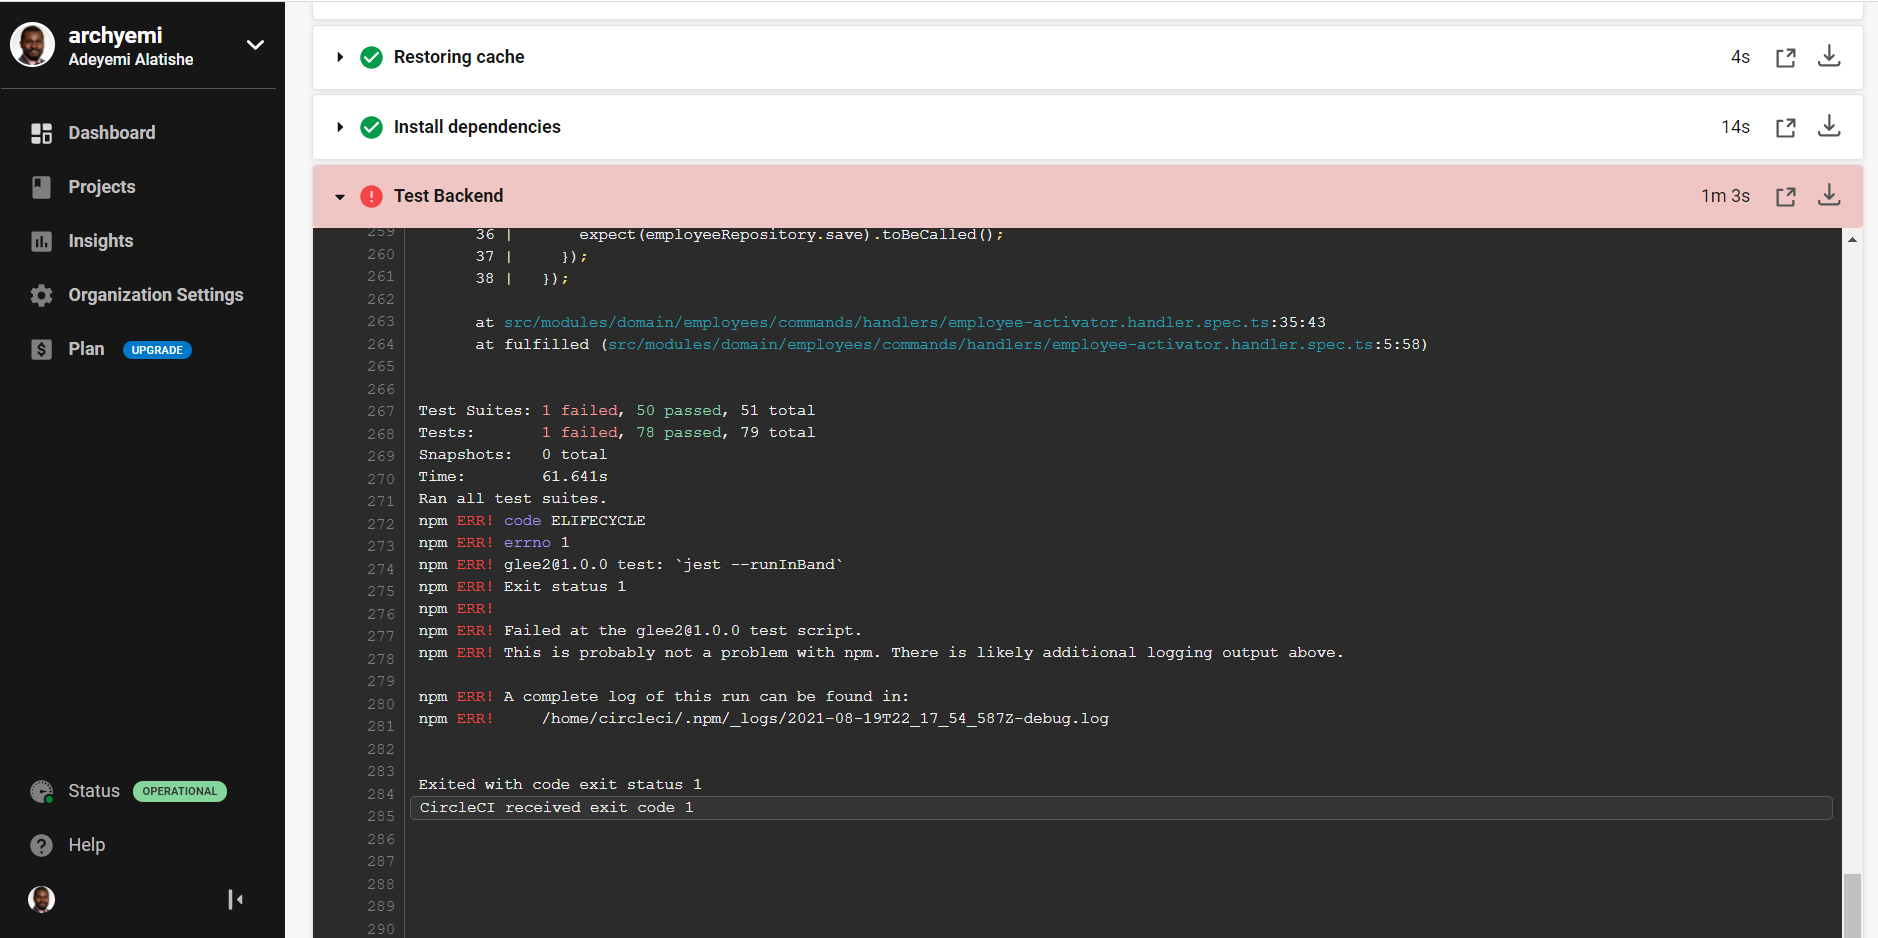 archyemi
Adeyemi Alatishe
Dashboard
Projects
Insights
Organization Settings
Plan UPGRADE
Status OPERATIONAL
Help
Restoring cache 4s
Install dependencies 14s
Test Backend 1m 3s
259 36 | expect(employeeRepository.save).toBeCalled();
260 37 | });
261 38 | });
262
263 at src/modules/domain/employees/commands/handlers/employee-activator.handler.spec.ts:35:43
264 at fulfilled (src/modules/domain/employees/commands/handlers/employee-activator.handler.spec.ts:5:58)
265
266
267 Test Suites: 1 failed, 50 passed, 51 total
268 Tests: 1 failed, 78 passed, 79 total
269 Snapshots: 0 total
270 Time: 61.641s
271 Ran all test suites.
272 npm ERR! code ELIFECYCLE
273 npm ERR! errno 1
274 npm ERR! glee2@1.0.0 test: `jest --runInBand`
275 npm ERR! Exit status 1
276 npm ERR!
277 npm ERR! Failed at the glee2@1.0.0 test script.
278 npm ERR! This is probably not a problem with npm. There is likely additional logging output above.
279
280 npm ERR! A complete log of this run can be found in:
281 npm ERR! /home/circleci/.npm/_logs/2021-08-19T22_17_54_587Z-debug.log
282
283
284 Exited with code exit status 1
285 CircleCI received exit code 1
286
287
288
289
290